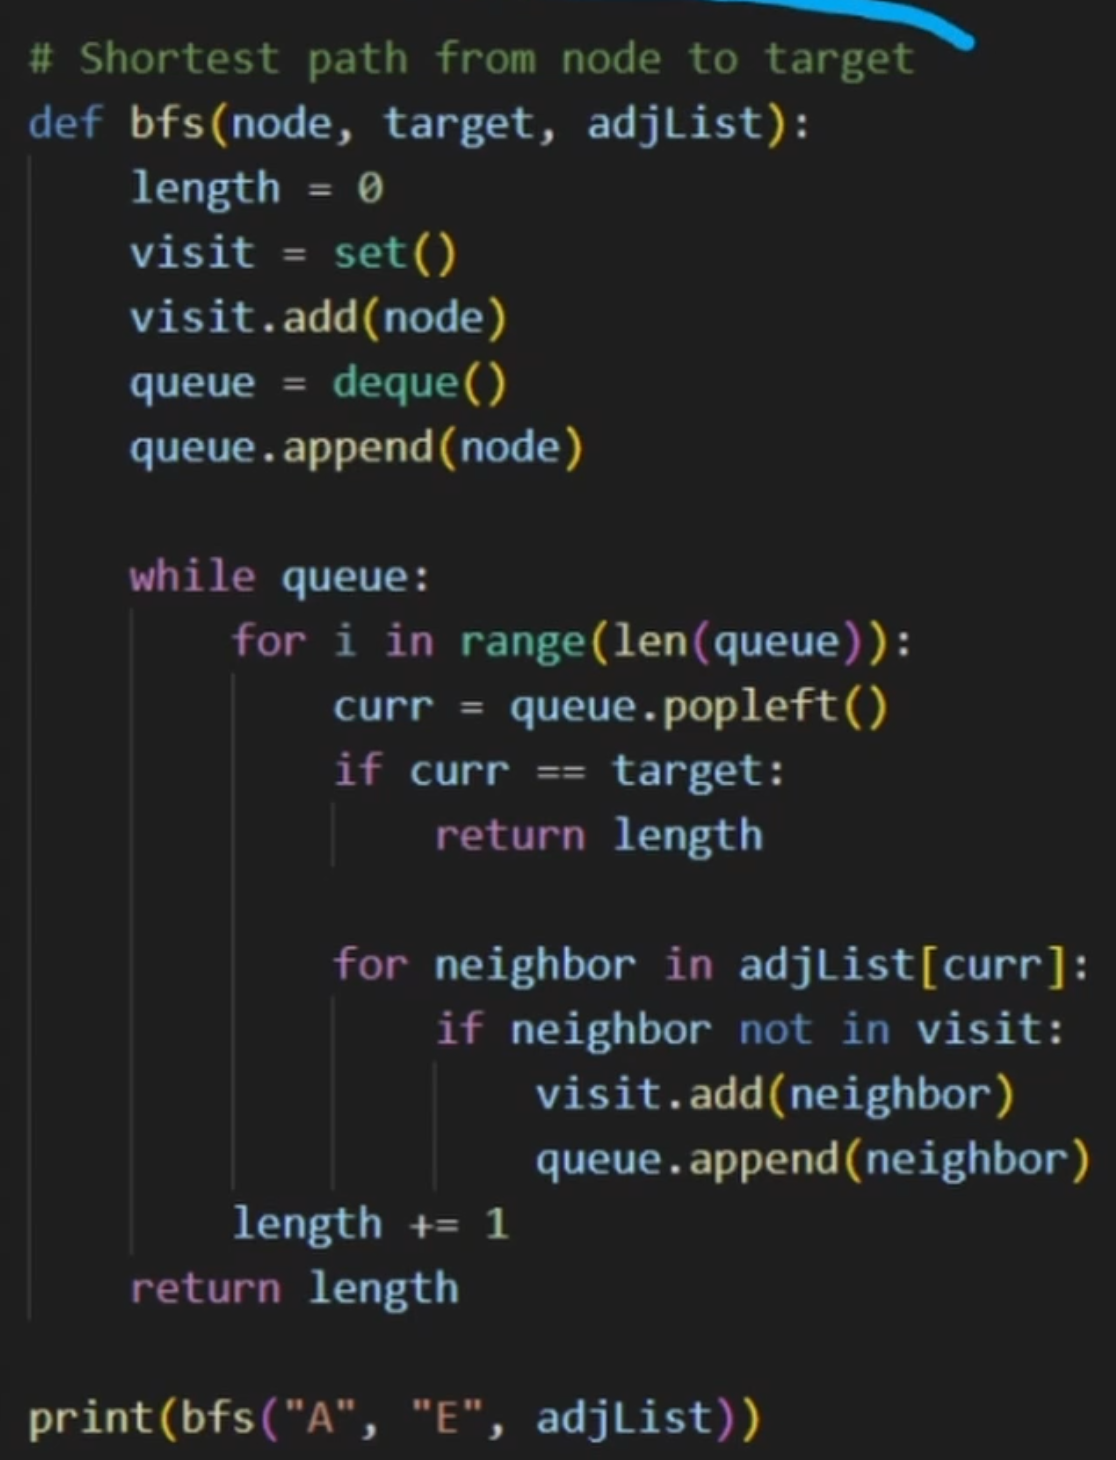 # Shortest path from node to target
def bfs(node, target, adjList):
    length = 0
    visit = set()
    visit.add(node)
    queue = deque()
    queue.append(node)

    while queue:
        for i in range(len(queue)):
            curr = queue.popleft()
            if curr == target:
                return length

            for neighbor in adjList[curr]:
                if neighbor not in visit:
                    visit.add(neighbor)
                    queue.append(neighbor)
        length += 1
    return length

print(bfs("A", "E", adjList))